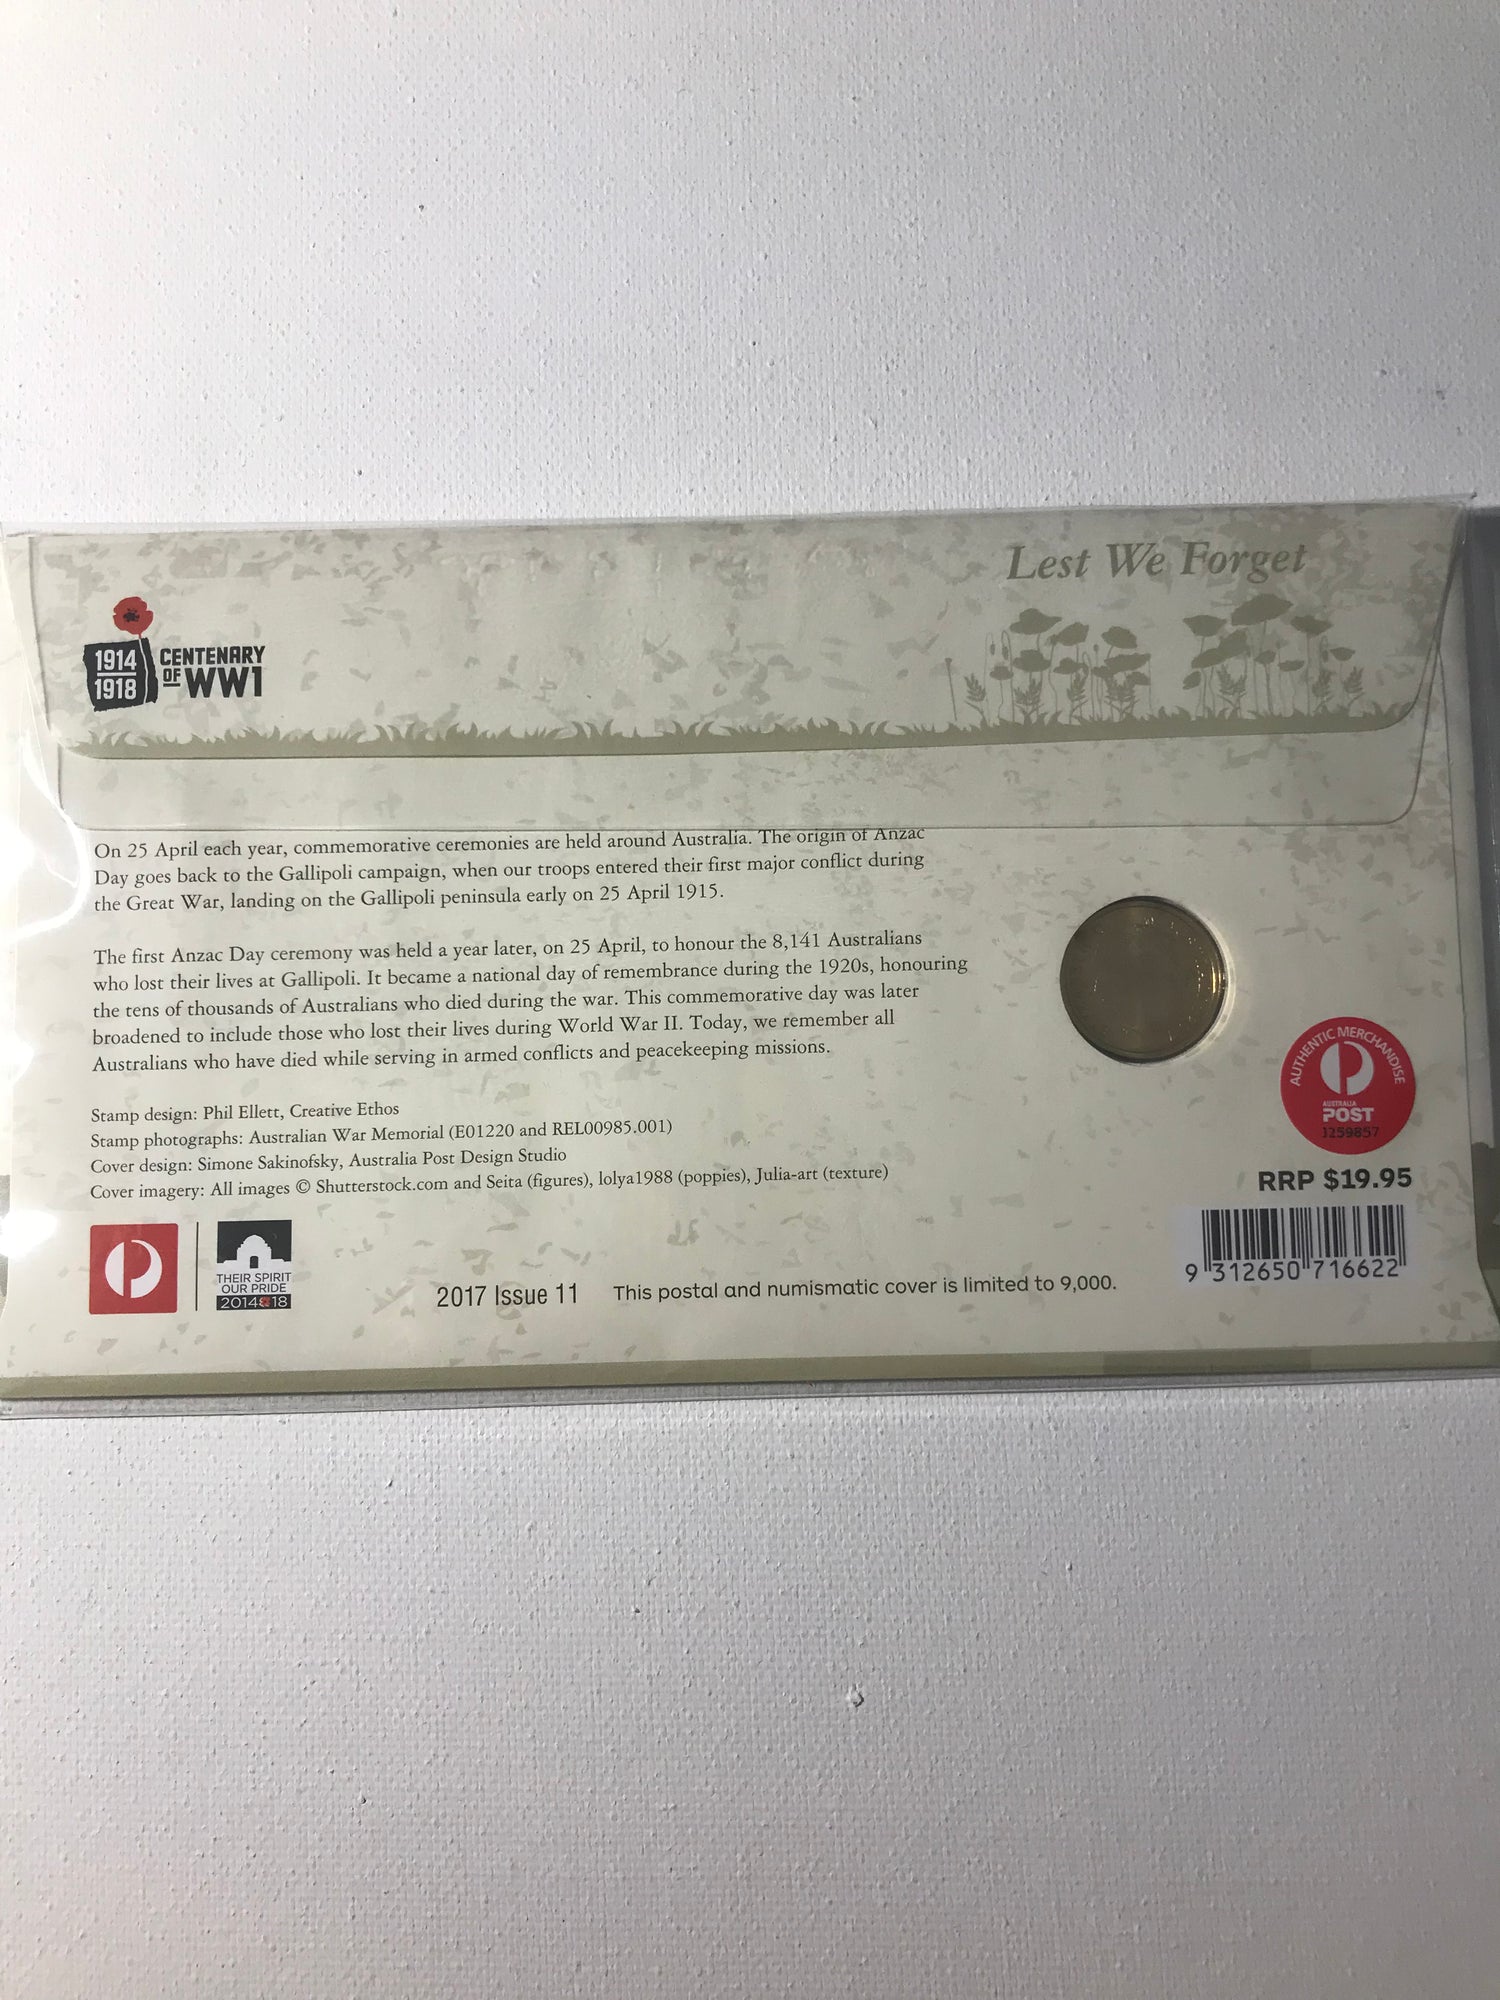 Lest We Forget
1914
1918
CENTENARY
OF WW1
On 25 April each year, commemorative ceremonies are held around Australia. The origin of Anzac
Day goes back to the Gallipoli campaign, when our troops entered their first major conflict during
the Great War, landing on the Gallipoli peninsula early on 25 April 1915.
The first Anzac Day ceremony was held a year later, on 25 April, to honour the 8,141 Australians
who lost their lives at Gallipoli. It became a national day of remembrance during the 1920s, honouring
the tens of thousands of Australians who died during the war. This commemorative day was later
broadened to include those who lost their lives during World War II. Today, we remember all
Australians who have died while serving in armed conflicts and peacekeeping missions.
Stamp design: Phil Ellett, Creative Ethos
Stamp photographs: Australian War Memorial (E01220 and REL00985.001)
Cover design: Simone Sakinofsky, Australia Post Design Studio
Cover imagery: All images © Shutterstock.com and Seita (figures), lolya1988 (poppies), Julia-art (texture)
AUTHENTIC MERCHANDISE
AUSTRALIA
POST
1259857
RRP $19.95
9 312650 716622
THEIR SPIRIT
OUR PRIDE
2014 18
2017 Issue 11
This postal and numismatic cover is limited to 9,000.